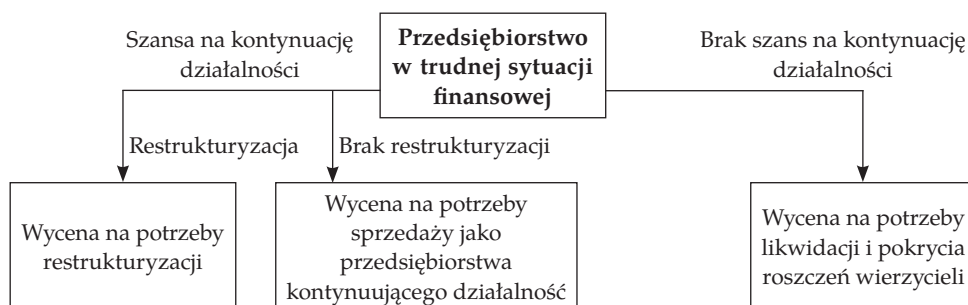 Szansa na kontynuację
działalności
Przedsiębiorstwo
w trudnej sytuacji
finansowej
Brak szans na kontynuację
działalności
Restrukturyzacja
Brak restrukturyzacji
Wycena na potrzeby
restrukturyzacji
Wycena na potrzeby
sprzedaży jako
przedsiębiorstwa
kontynuującego działalność
Wycena na potrzeby
likwidacji i pokrycia
roszczeń wierzycieli